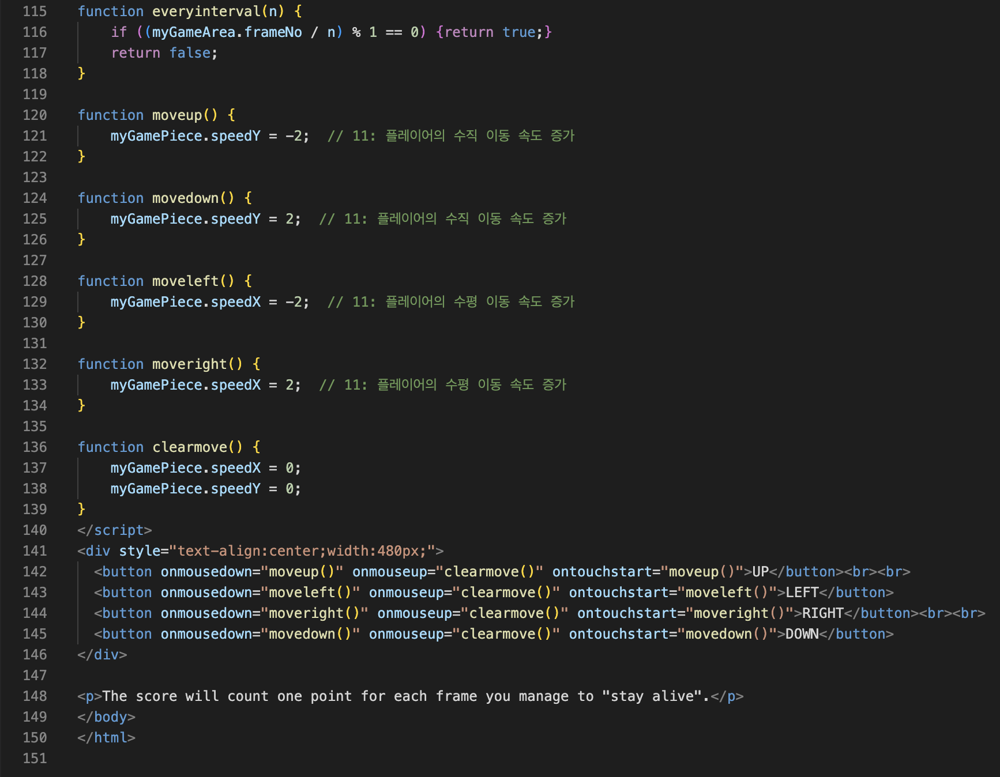 115 function everyinterval(n) {
116     if ((myGameArea.frameNo / n) % 1 == 0) {return true;}
117     return false;
118 }
119
120 function moveup() {
121     myGamePiece.speedY = -2;  // 11: 플레이어의 수직 이동 속도 증가
122 }
123
124 function movedown() {
125     myGamePiece.speedY = 2;  // 11: 플레이어의 수직 이동 속도 증가
126 }
127
128 function moveleft() {
129     myGamePiece.speedX = -2;  // 11: 플레이어의 수평 이동 속도 증가
130 }
131
132 function moveright() {
133     myGamePiece.speedX = 2;  // 11: 플레이어의 수평 이동 속도 증가
134 }
135
136 function clearmove() {
137     myGamePiece.speedX = 0;
138     myGamePiece.speedY = 0;
139 }
140 </script>
141 <div style="text-align:center;width:480px;">
142   <button onmousedown="moveup()" onmouseup="clearmove()" ontouchstart="moveup()">UP</button><br><br>
143   <button onmousedown="moveleft()" onmouseup="clearmove()" ontouchstart="moveleft()">LEFT</button>
144   <button onmousedown="moveright()" onmouseup="clearmove()" ontouchstart="moveright()">RIGHT</button><br><br>
145   <button onmousedown="movedown()" onmouseup="clearmove()" ontouchstart="movedown()">DOWN</button>
146 </div>
147
148 <p>The score will count one point for each frame you manage to "stay alive".</p>
149 </body>
150 </html>
151